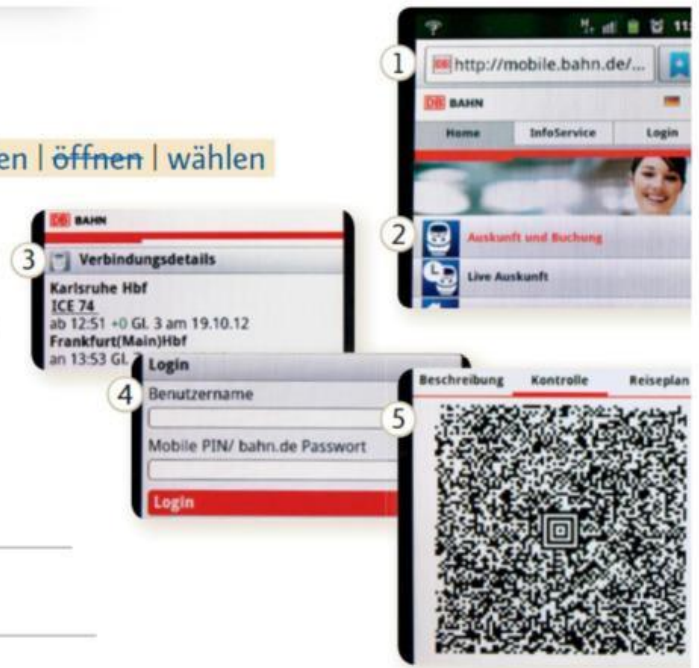 en | öffnen | wählen
1
11:
DB http://mobile.bahn.de/...
DB BAHN
Home InfoService Login
2
Auskunft und Buchung
Live Auskunft
DB BAHN
3
Verbindungsdetails
Karlsruhe Hbf
ICE 74
ab 12:51 +0 Gl. 3 am 19.10.12
Frankfurt(Main)Hbf
an 13:53 Gl.
4
Login
Benutzername
Mobile PIN/ bahn.de Passwort
Login
5
Beschreibung Kontrolle Reiseplan